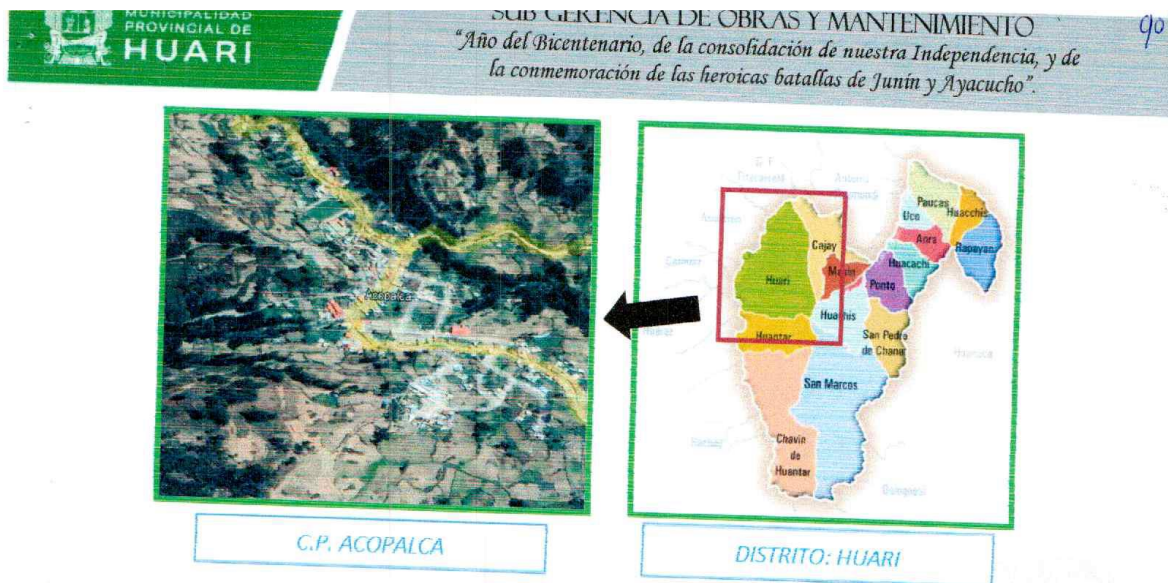 MUNICIPALIDAD
PROVINCIAL DE
HUARI
SUB GERENCIA DE OBRAS Y MANTENIMIENTO
90
"Año del Bicentenario, de la consolidación de nuestra Independencia, y de
la conmemoración de las heroicas batallas de Junín y Ayacucho".
Acopalca
Paucas
Huacchis
Uco
Anra
Rapayan
Cajay
Huacachi
Masin
Huari
Ponto
Huachis
Huantar
San Pedro
de Chana
San Marcos
Chavin
de
Huantar
C.P. ACOPALCA
DISTRITO: HUARI